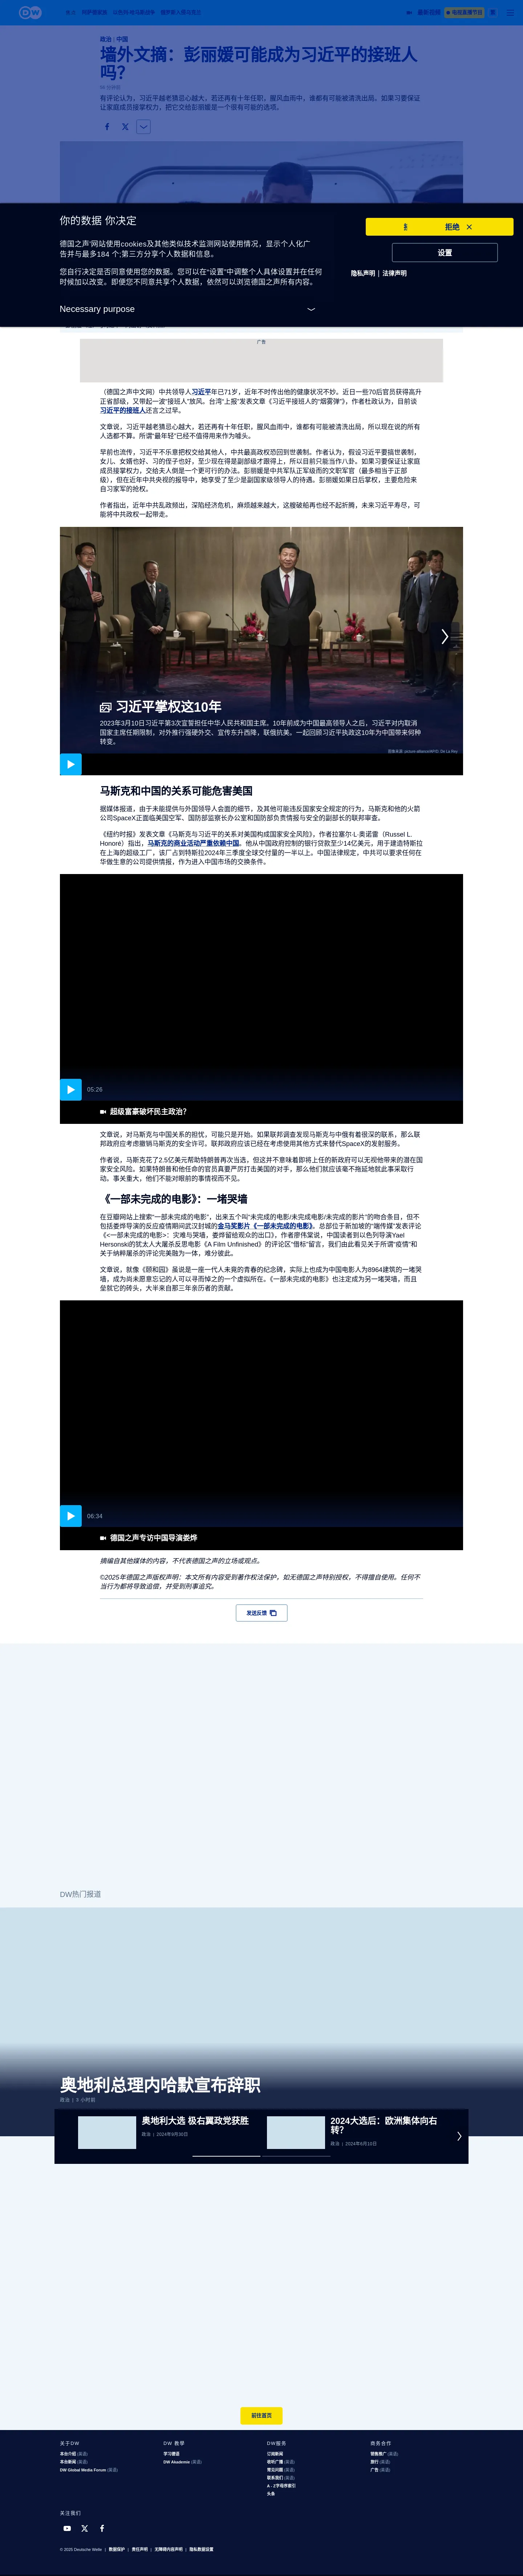 政治 | 中国
墙外文摘：彭丽媛可能成为习近平的接班人
吗？
有评论认为，习近平越老猜忌心越大，若还再有十年任职，腥风血雨中，谁都有可能被清洗出局。如果习要保证
让家庭成员接掌权力，把它交给彭丽媛是一个很有可能的选项。
你的数据 你决定
德国之声'网站使用cookies及其他类似技术监测网站使用情况，显示个人化广
告并与最多184 个;第三方分享个人数据和信息。
您自行决定是否同意使用您的数据。您可以在"设置"中调整个人具体设置并在任何
时候加以改变。即便您不同意共享个人数据，依然可以浏览德国之声所有内容。
Necessary purpose
拒绝
设置
隐私声明 | 法律声明
广告
（德国之声中文网）中共领导人习近平年已71岁，近年不时传出他的健康状况不妙。近日一些70后官员获得高升
正省部级，又带起一波"接班人"放风。台湾"上报"发表文章《习近平接班人的"烟雾弹"》，作者杜政认为，目前谈
习近平的接班人还言之过早。
文章说，习近平越老猜忌心越大，若还再有十年任职，腥风血雨中，谁都有可能被清洗出局，所以现在说的所有
人选都不算。所谓"最年轻"已经不值得用来作为噱头。
早前也流传，习近平不乐意把权交给其他人，中共最高政权恐回到世袭制。作者认为，假设习近平要搞世袭制，
女儿、女婿也好、习的侄子也好，至少现在得是副部级才跟得上，所以目前只能当作八卦。如果习要保证让家庭
成员接掌权力，交给夫人倒是一个更可行的办法。彭丽媛是中共军队正军级而的文职军官（最多相当于正部
级），但在近年中共央视的报导中，她享受了至少是副国家级领导人的待遇。彭丽媛如果日后掌权，主要危险来
自习家军的抢权。
作者指出，近年中共乱政频出，深陷经济危机，麻烦越来越大，这艘破船再也经不起折腾，未来习近平寿尽，可
能将中共政权一起带走。
习近平掌权这10年
2023年3月10日习近平第3次宣誓担任中华人民共和国主席。10年前成为中国最高领导人之后，习近平对内取消
国家主席任期限制，对外推行强硬外交、宣传东升西降，联俄抗美。一起回顾习近平执政这10年为中国带来何种
转变。
图像来源: picture-alliance/AP/D. De La Rey
马斯克和中国的关系可能危害美国
据媒体报道，由于未能提供与外国领导人会面的细节，及其他可能违反国家安全规定的行为，马斯克和他的火箭
公司SpaceX正面临美国空军、国防部监察长办公室和国防部负责情报与安全的副部长的联邦审查。
《纽约时报》发表文章《马斯克与习近平的关系对美国构成国家安全风险》，作者拉塞尔·L·奥诺雷（Russel L.
Honoré）指出，马斯克的商业活动严重依赖中国。他从中国政府控制的银行贷款至少14亿美元，用于建造特斯拉
在上海的超级工厂，该厂占到特斯拉2024年三季度全球交付量的一半以上。中国法律规定，中共可以要求任何在
华做生意的公司提供情报，作为进入中国市场的交换条件。
05:26
超级富豪破坏民主政治？
文章说，对马斯克与中国关系的担忧，可能只是开始。如果联邦调查发现马斯克与中俄有着很深的联系，那么联
邦政府应考虑撤销马斯克的安全许可。联邦政府应该已经在考虑使用其他方式来替代SpaceX的发射服务。
作者说，马斯克花了2.5亿美元帮助特朗普再次当选，但这并不意味着即将上任的新政府可以无视他带来的潜在国
家安全风险。如果特朗普和他任命的官员真要严厉打击美国的对手，那么他们就应该毫不拖延地就此事采取行
动。事关重大，他们不能对眼前的事情视而不见。
《一部未完成的电影》：一堵哭墙
在豆瓣网站上搜索"一部未完成的电影"，出来五个叫"未完成的电影/未完成电影/未完成的影片"的吻合条目，但不
包括娄烨导演的反应疫情期间武汉封城的金马奖影片《一部未完成的电影》。总部位于新加坡的"端传媒"发表评论
《<一部未完成的电影>：灾难与哭墙，娄烨留给观众的出口》，作者廖伟棠说，中国读者到以色列导演Yael
Hersonski的犹太人大屠杀反思电影《A Film Unfinished》的评论区"借标"留言，我们由此看见关于所谓"疫情"和
关于纳粹屠杀的评论完美融为一体，难分彼此。
文章说，就像《颐和园》虽说是一座一代人未竟的青春的纪念碑，实际上也成为中国电影人为8964建筑的一堵哭
墙，成为尚未愿意忘记的人可以寻而悼之的一个虚拟所在。《一部未完成的电影》也注定成为另一堵哭墙，而且
垒就它的砖头，大半来自那三年亲历者的贡献。
06:34
德国之声专访中国导演娄烨
摘编自其他媒体的内容，不代表德国之声的立场或观点。
©2025年德国之声版权声明：本文所有内容受到著作权法保护，如无德国之声特别授权，不得擅自使用。任何不
当行为都将导致追偿，并受到刑事追究。
发送反馈
DW热门报道
奥地利总理内哈默宣布辞职
政治 | 9 小时前
奥地利大选 极右翼政党获胜
政治 | 2024年9月30日
2024大选后：欧洲集体向右
转？
政治 | 2024年6月10日
前往首页
关于DW
本台介绍 (英语)
本台新闻 (英语)
DW Global Media Forum (英语)
DW 教学
学习德语
DW Akademie (英语)
DW服务
订阅新闻
收听广播 (英语)
常见问题 (英语)
联系我们 (英语)
A - Z字母序索引
头条
商务合作
销售推广 (英语)
旅行 (英语)
广告 (英语)
关注我们
© 2025 Deutsche Welle | 数据保护 | 责任声明 | 无障碍内容声明 | 隐私数据设置